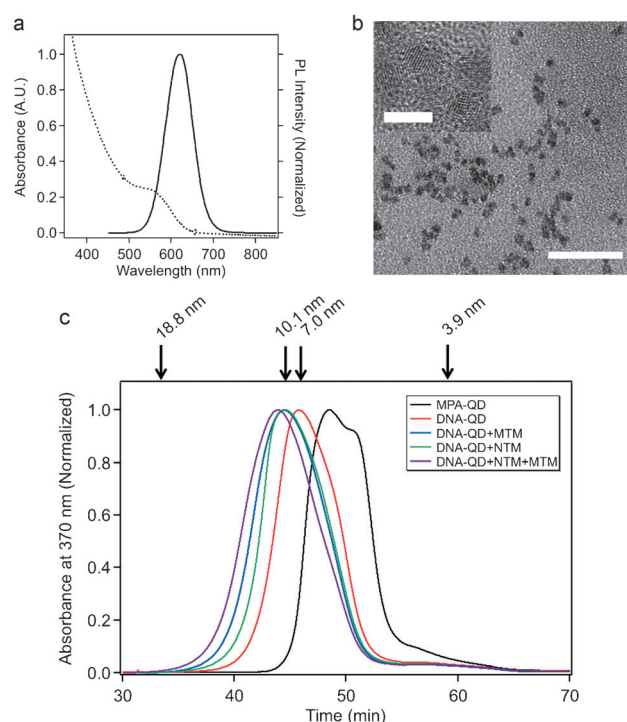 a
Absorbance (A.U.)
1.0
0.8
0.6
0.4
0.2
0.0
400 500 600 700 800
Wavelength (nm)
PL Intensity (Normalized)
b
c
18.8 nm
10.1 nm
7.0 nm
3.9 nm
Absorbance at 370 nm (Normalized)
1.0
0.8
0.6
0.4
0.2
0.0
MPA-QD
DNA-QD
DNA-QD+MTM
DNA-QD+NTM
DNA-QD+NTM+MTM
30 40 50 60 70
Time (min)